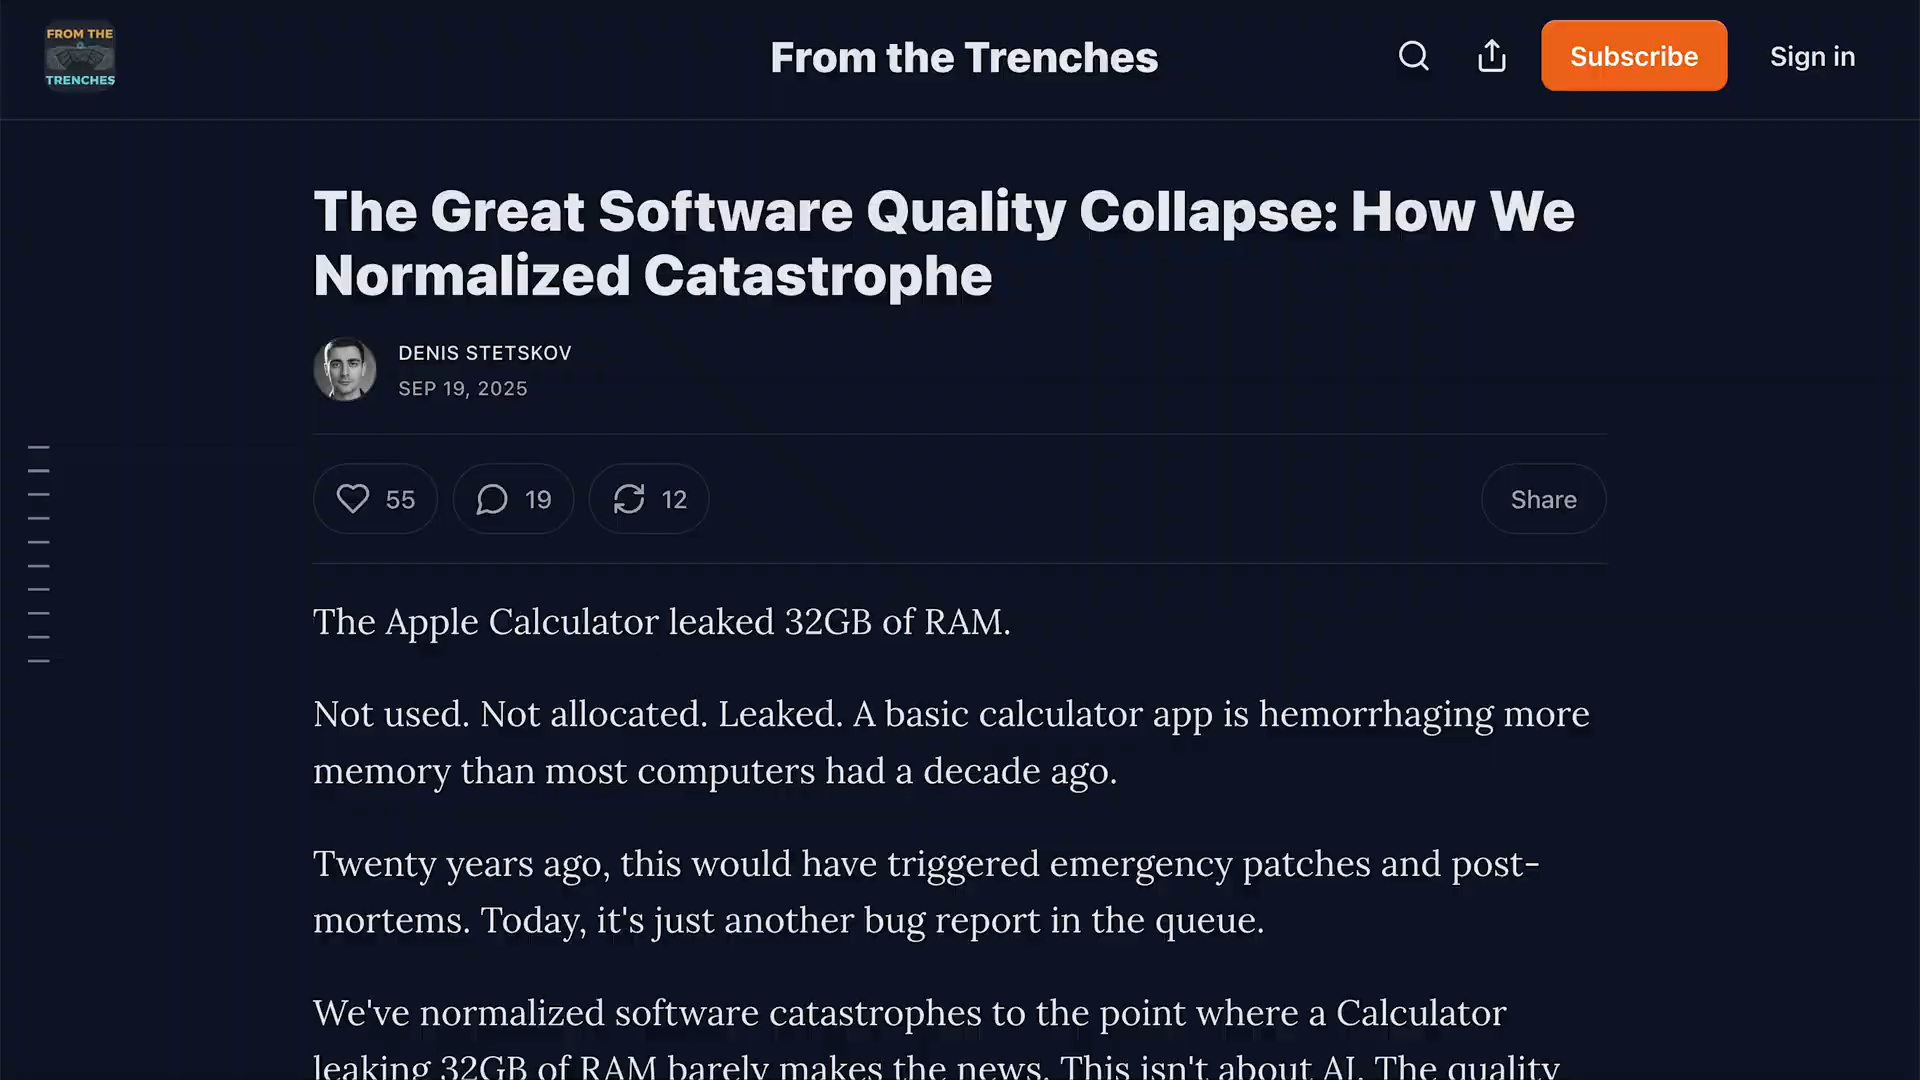 FROM THE
TRENCHES
From the Trenches
Subscribe
Sign in
The Great Software Quality Collapse: How We
Normalized Catastrophe
DENIS STETSKOV
SEP 19, 2025
55
19
12
Share
The Apple Calculator leaked 32GB of RAM.
Not used. Not allocated. Leaked. A basic calculator app is hemorrhaging more
memory than most computers had a decade ago.
Twenty years ago, this would have triggered emergency patches and post-
mortems. Today, it's just another bug report in the queue.
We've normalized software catastrophes to the point where a Calculator
leaking 32GB of RAM barely makes the news. This isn't about AI. The quality